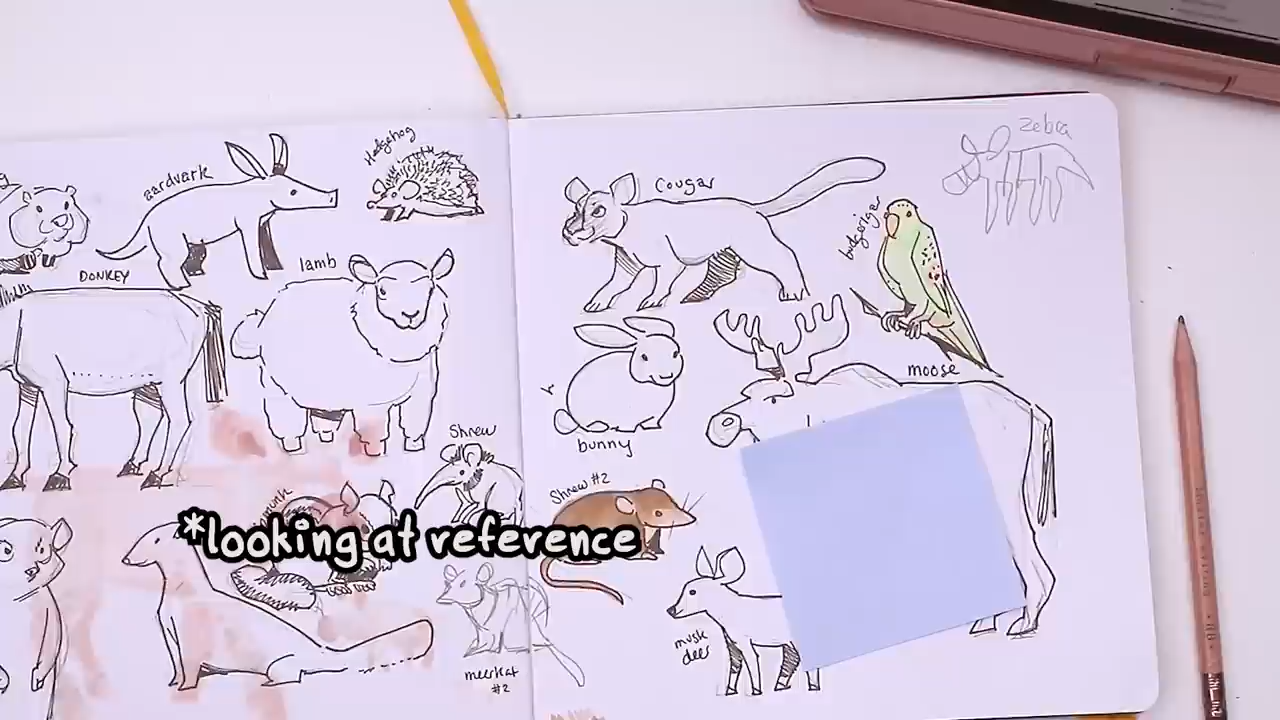 aardvark
Hedgehog
DONKEY
lamb
Shrew
*looking at reference
meerkat
#2
Cougar
budgerigar
zebra
bunny
moose
Shrew #2
musk
deer